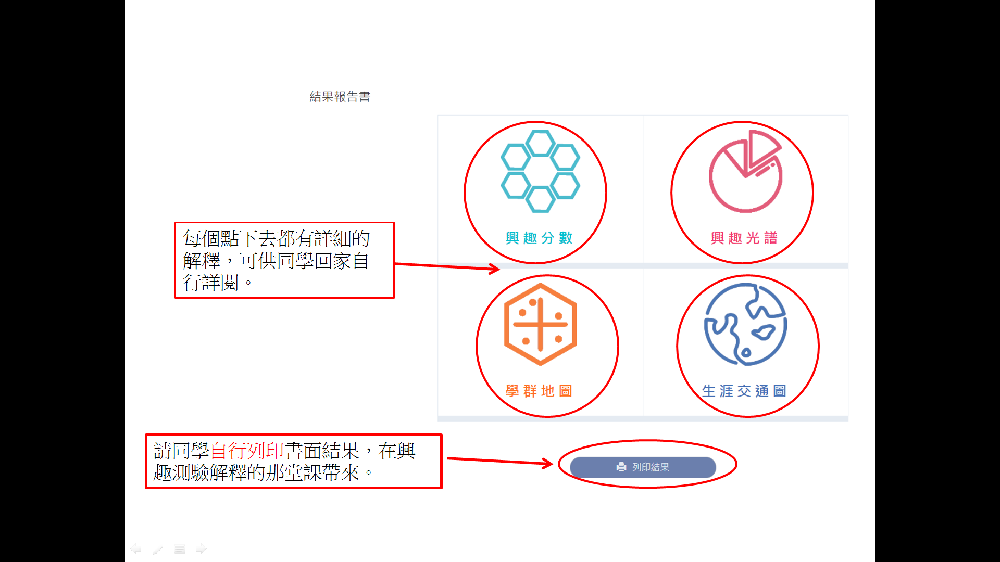 結果報告書
興趣分數
興趣光譜
每個點下去都有詳細的
解釋，可供同學回家自
行詳閱。
學群地圖
生涯交通圖
請同學自行列印書面結果，在興
趣測驗解釋的那堂課帶來。
列印結果